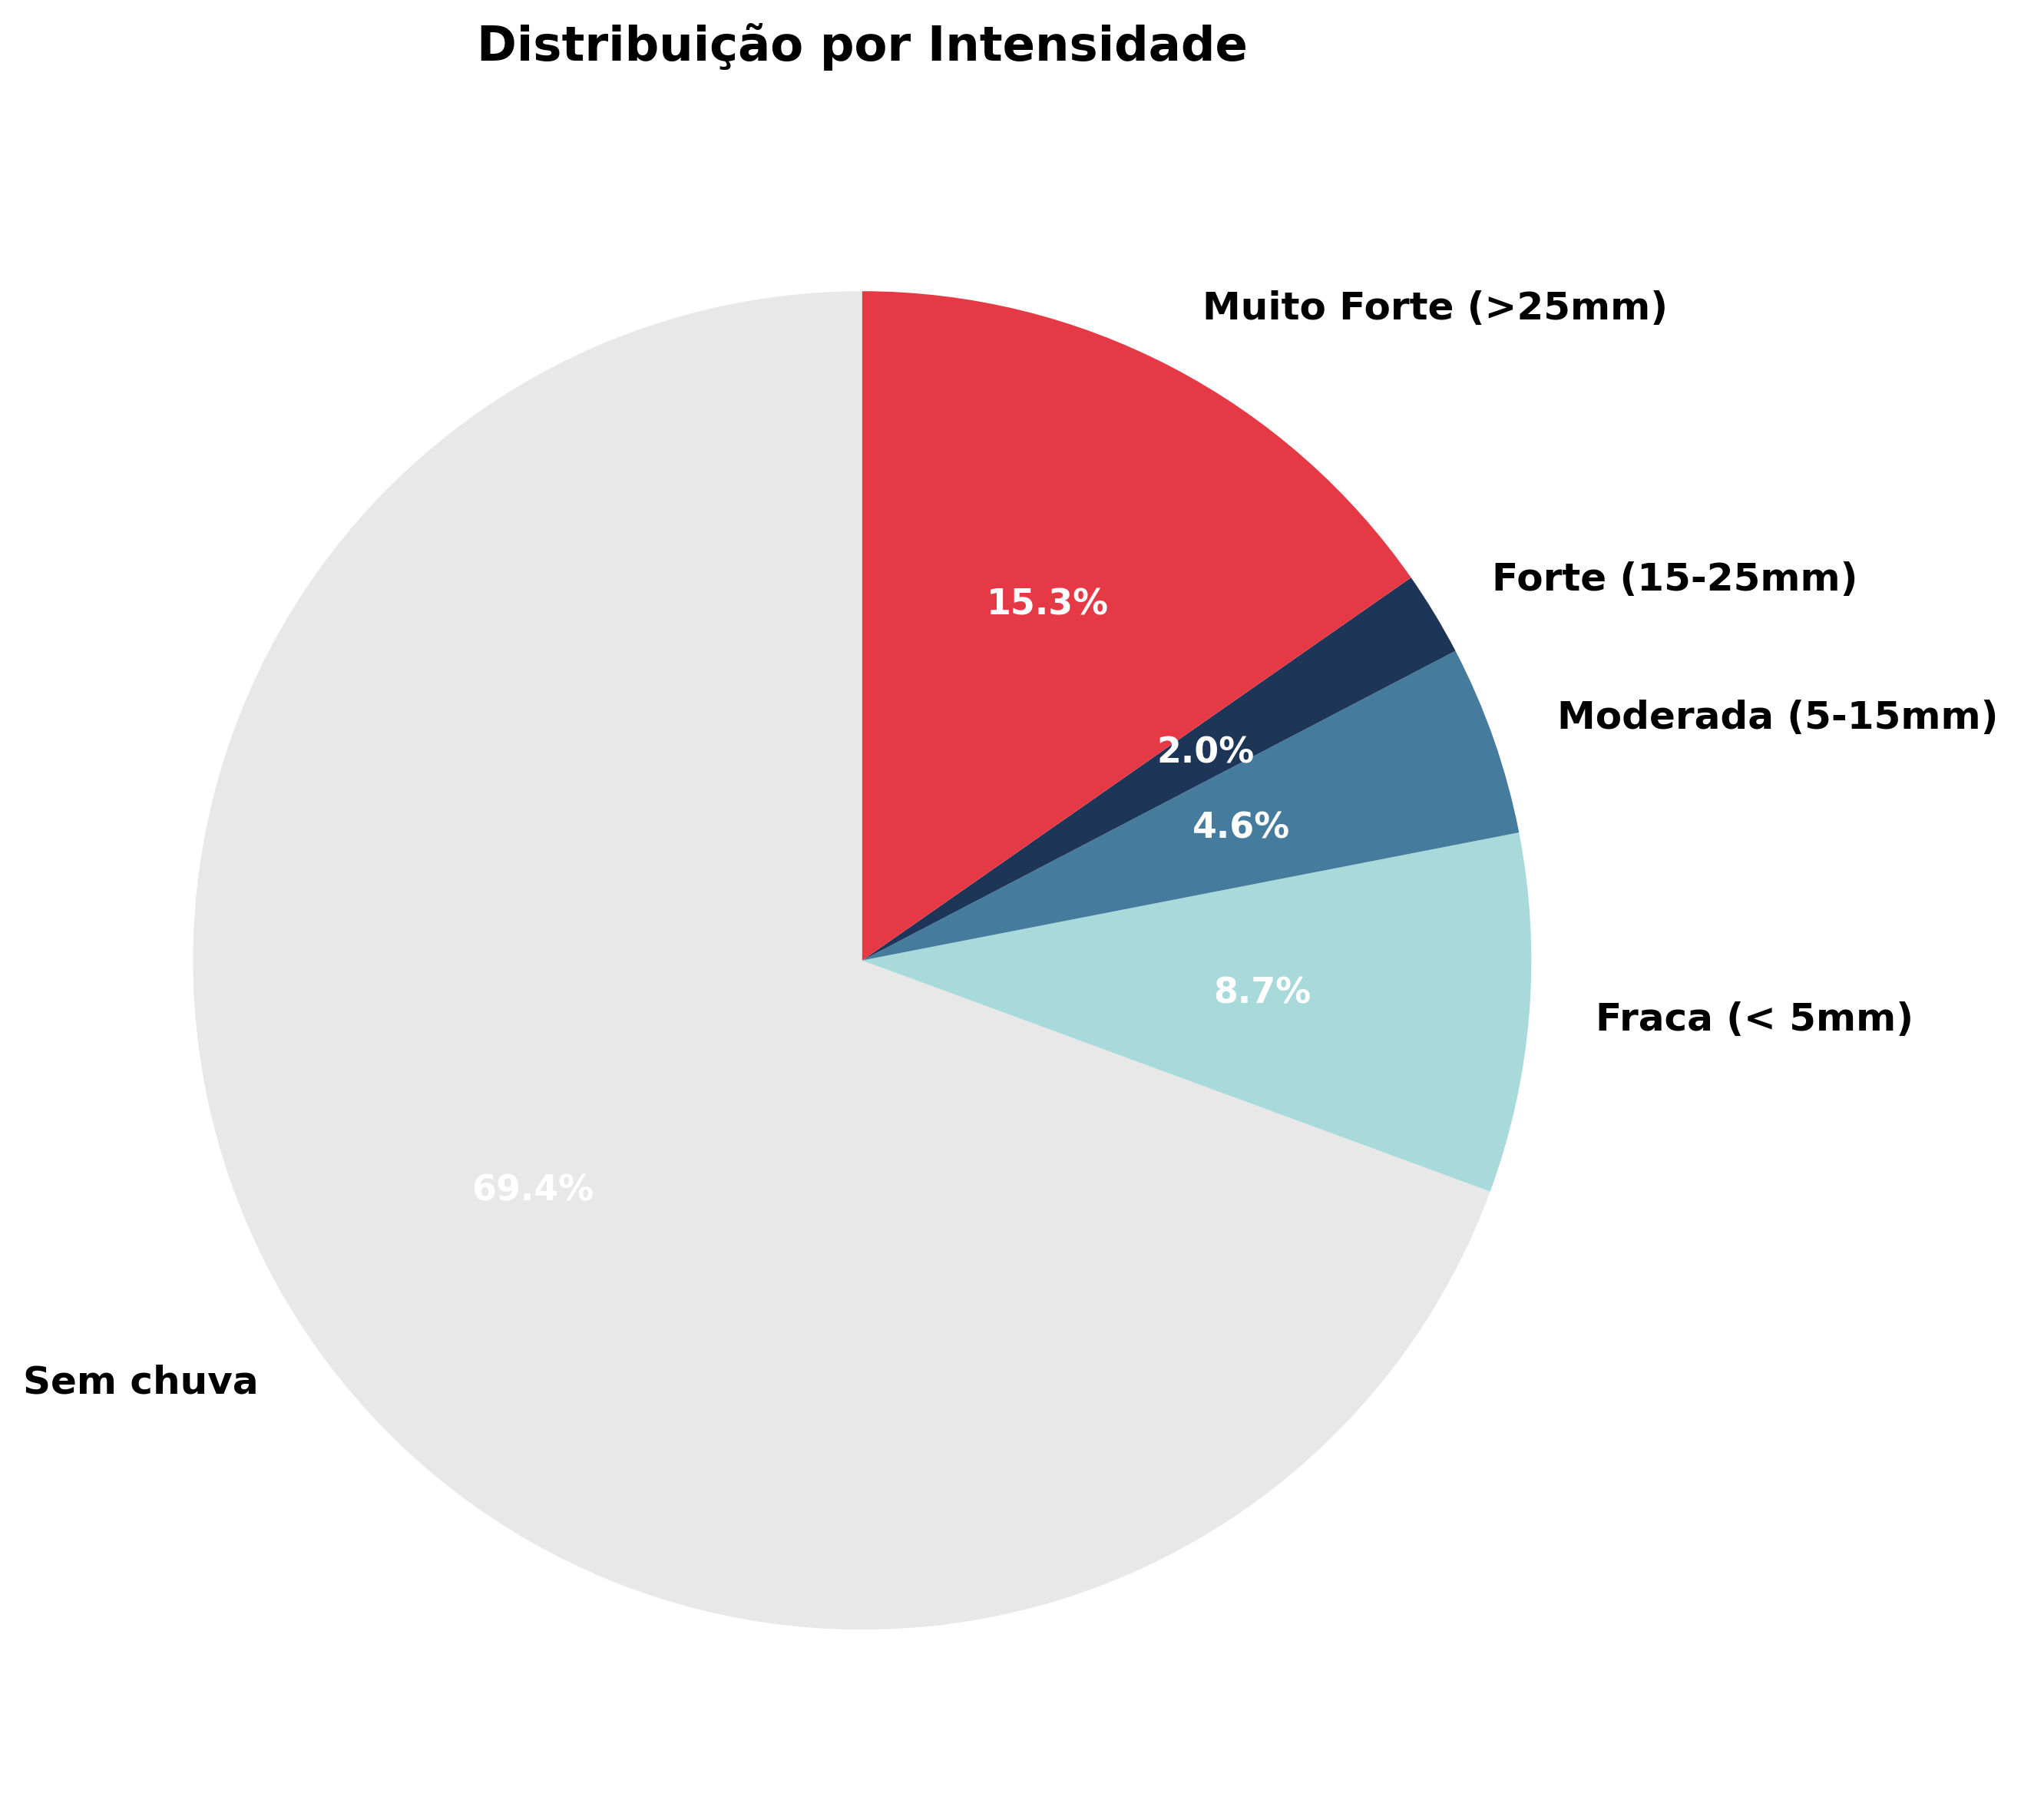 Distribuição por Intensidade
Muito Forte (>25mm)
Forte (15-25mm)
Moderada (5-15mm)
Fraca (< 5mm)
Sem chuva
15.3%
2.0%
4.6%
8.7%
69.4%